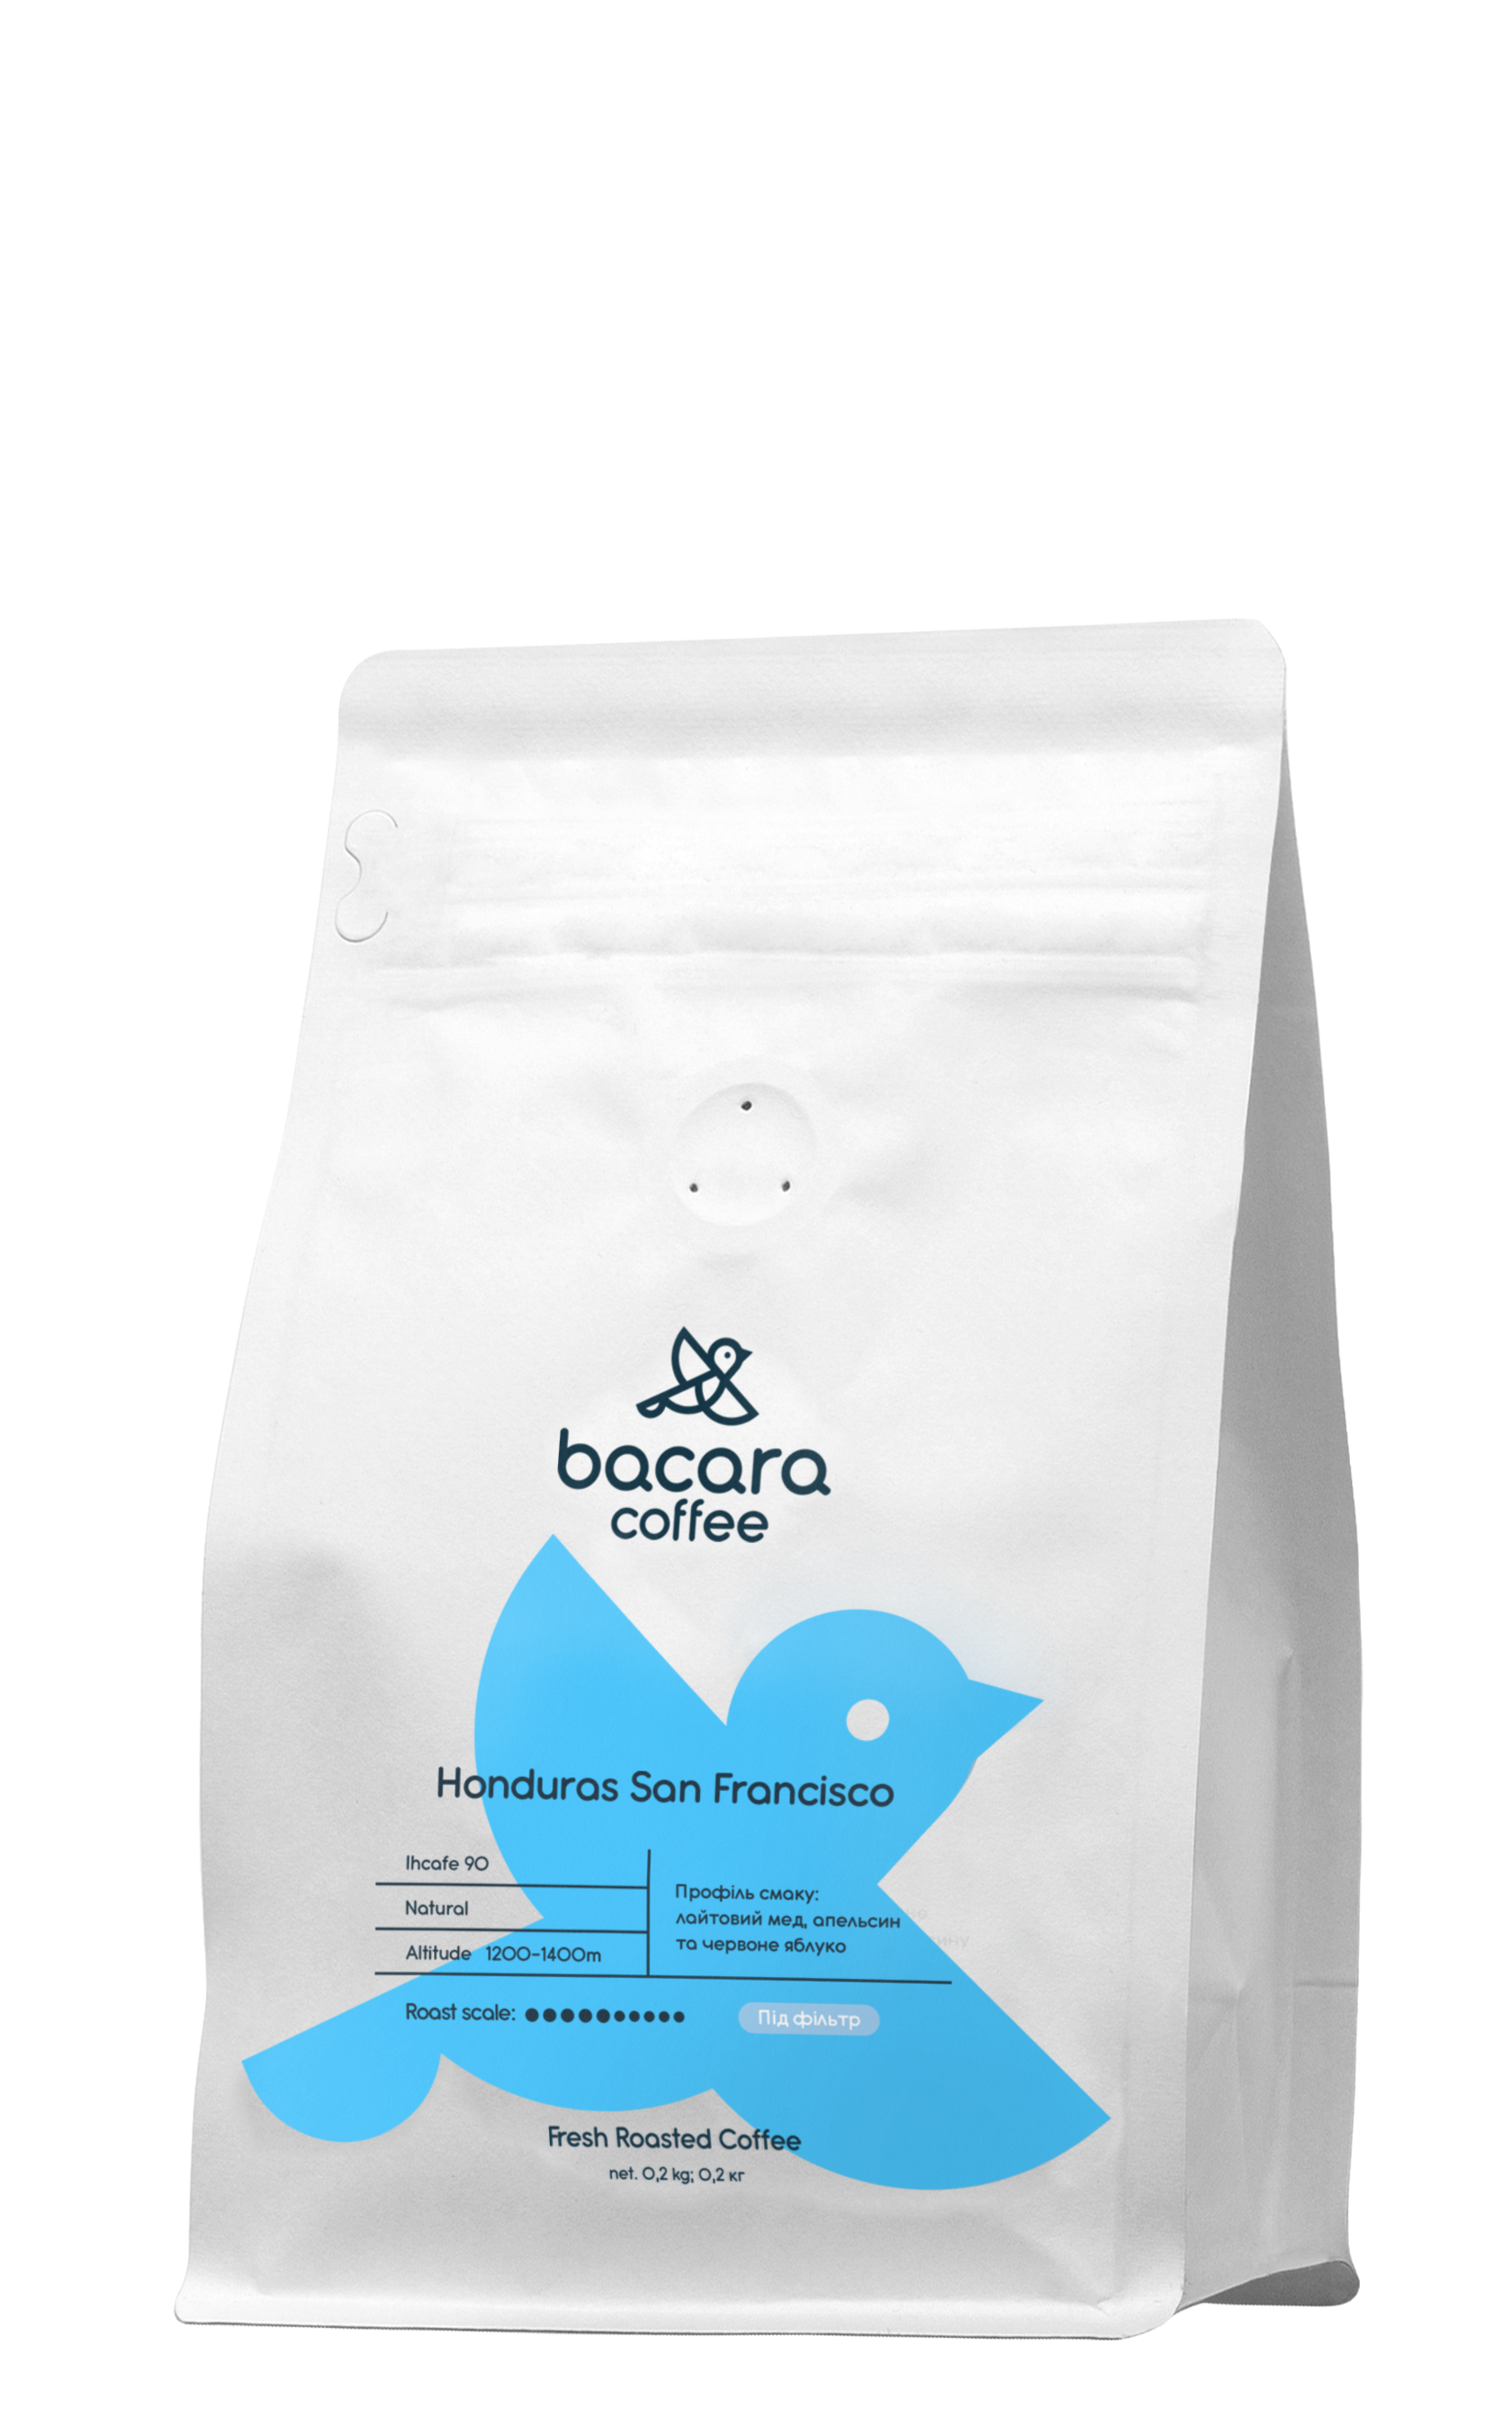 bacara
coffee
Honduras San Francisco
Ihcafe 90
Natural
Altitude 1200-1400m
Профіль смаку:
лайтовий мед, апельсин
та червоне яблуко
Roast scale:
Під фільтр
Fresh Roasted Coffee
net. 0,2 kg; 0,2 кг